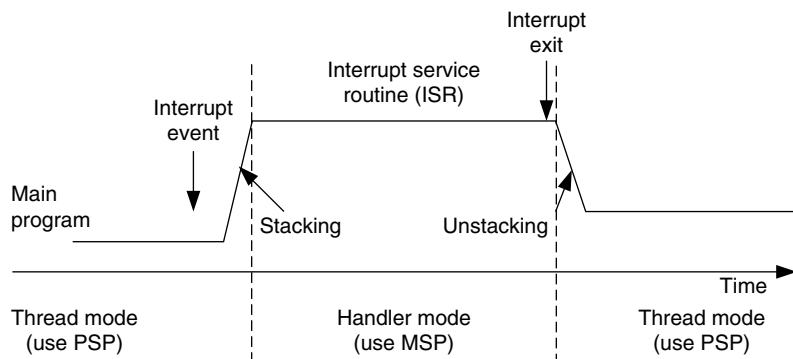 Interrupt
exit
Interrupt service
routine (ISR)
Interrupt
event
Main
program
Stacking
Unstacking
Time
Thread mode
(use PSP)
Handler mode
(use MSP)
Thread mode
(use PSP)